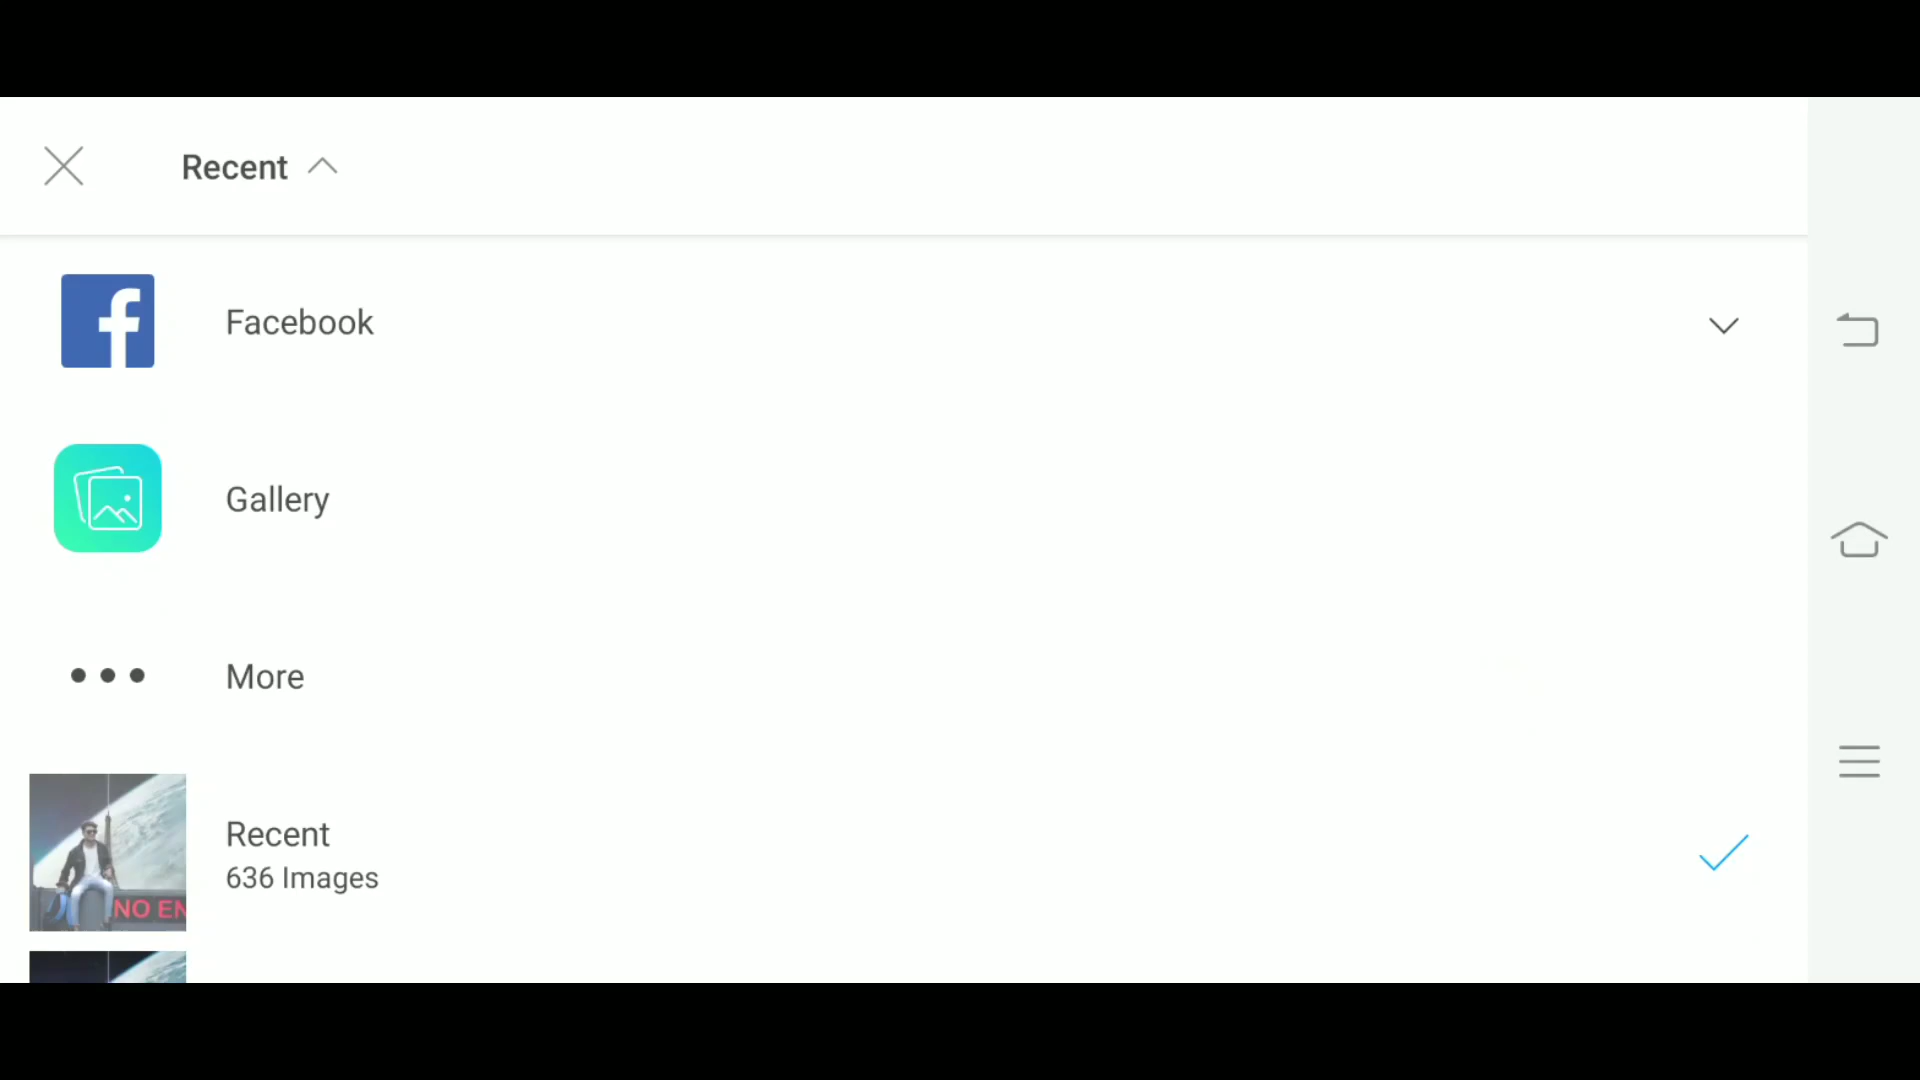 Recent
Facebook
Gallery
More
Recent
636 Images
NO EN